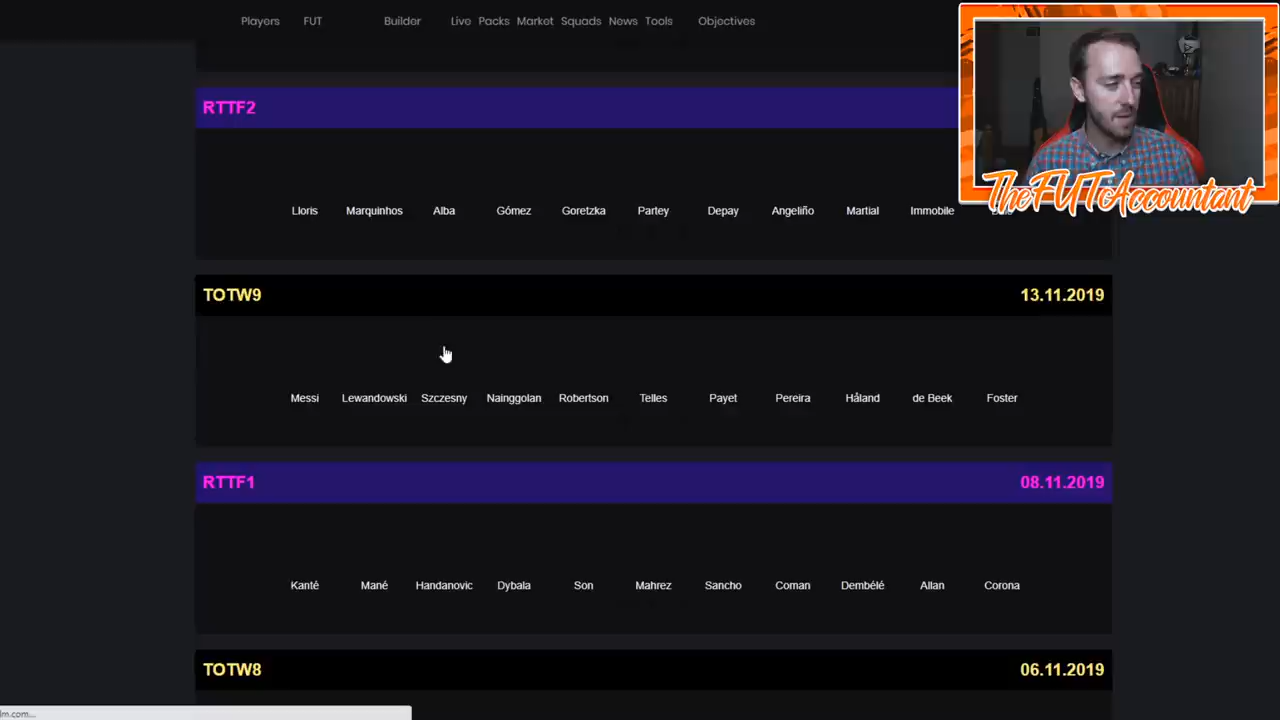 Players FUT Builder Live Packs Market Squads News Tools Objectives
TheFUTAccountant
RTTF2
Lloris Marquinhos Alba Gómez Goretzka Partey Depay Angeliño Martial Immobile
TOTW9 13.11.2019
Messi Lewandowski Szczesny Nainggolan Robertson Telles Payet Pereira Håland de Beek Foster
RTTF1 08.11.2019
Kanté Mané Handanovic Dybala Son Mahrez Sancho Coman Dembélé Allan Corona
TOTW8 06.11.2019
lm.com...